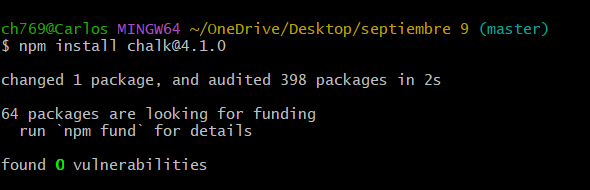 ch769@Carlos MINGW64 ~/OneDrive/Desktop/septiembre 9 (master)
$ npm install chalk@4.1.0
changed 1 package, and audited 398 packages in 2s
64 packages are looking for funding
run `npm fund` for details
found 0 vulnerabilities